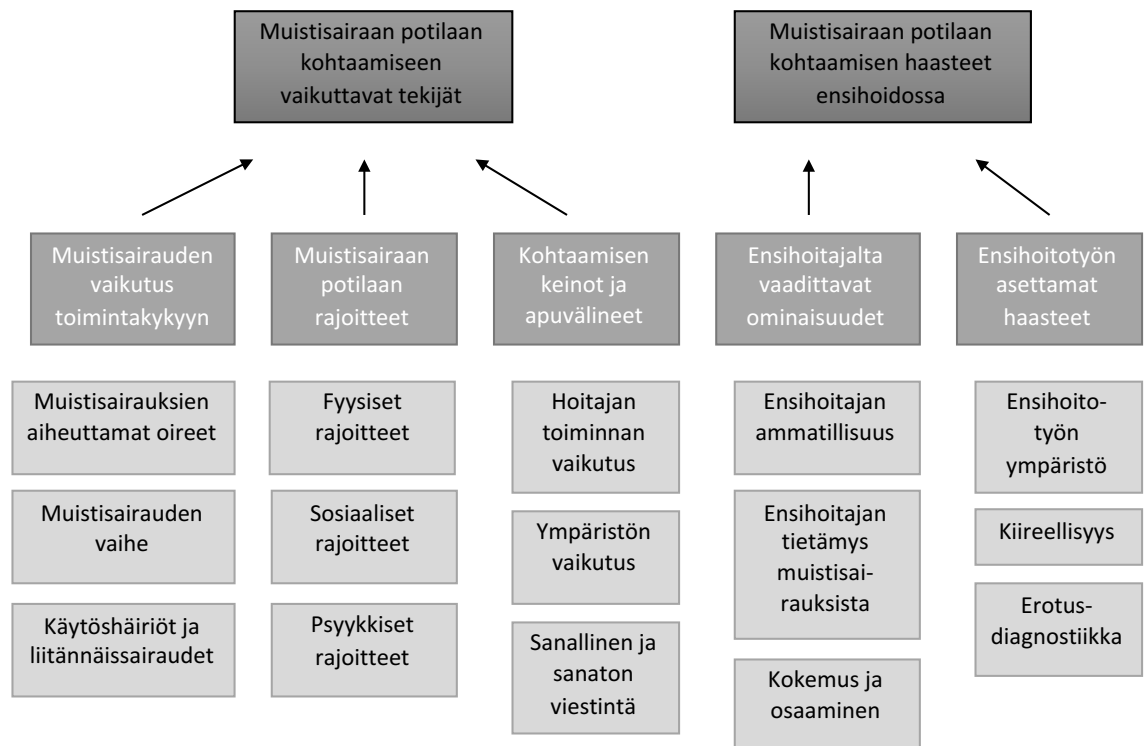 Muistisairaan potilaan
kohtaamiseen
vaikuttavat tekijät
Muistisairaan potilaan
kohtaamisen haasteet
ensihoidossa
Muistisairauden
vaikutus
toimintakykyyn
Muistisairaan
potilaan
rajoitteet
Kohtaamisen
keinot ja
apuvälineet
Ensihoitajalta
vaadittavat
ominaisuudet
Ensihoitotyön
asettamat
haasteet
Muistisairauksien
aiheuttamat oireet
Muistisairauden
vaihe
Käytöshäiriöt ja
liitännäissairaudet
Fyysiset
rajoitteet
Sosiaaliset
rajoitteet
Psyykkiset
rajoitteet
Hoitajan
toiminnan
vaikutus
Ympäristön
vaikutus
Sanallinen ja
sanaton
viestintä
Ensihoitajan
ammatillisuus
Ensihoitajan
tietämys
muistisai-
rauksista
Kokemus ja
osaaminen
Ensihoito-
työn
ympäristö
Kiireellisyys
Erotus-
diagnostiikka